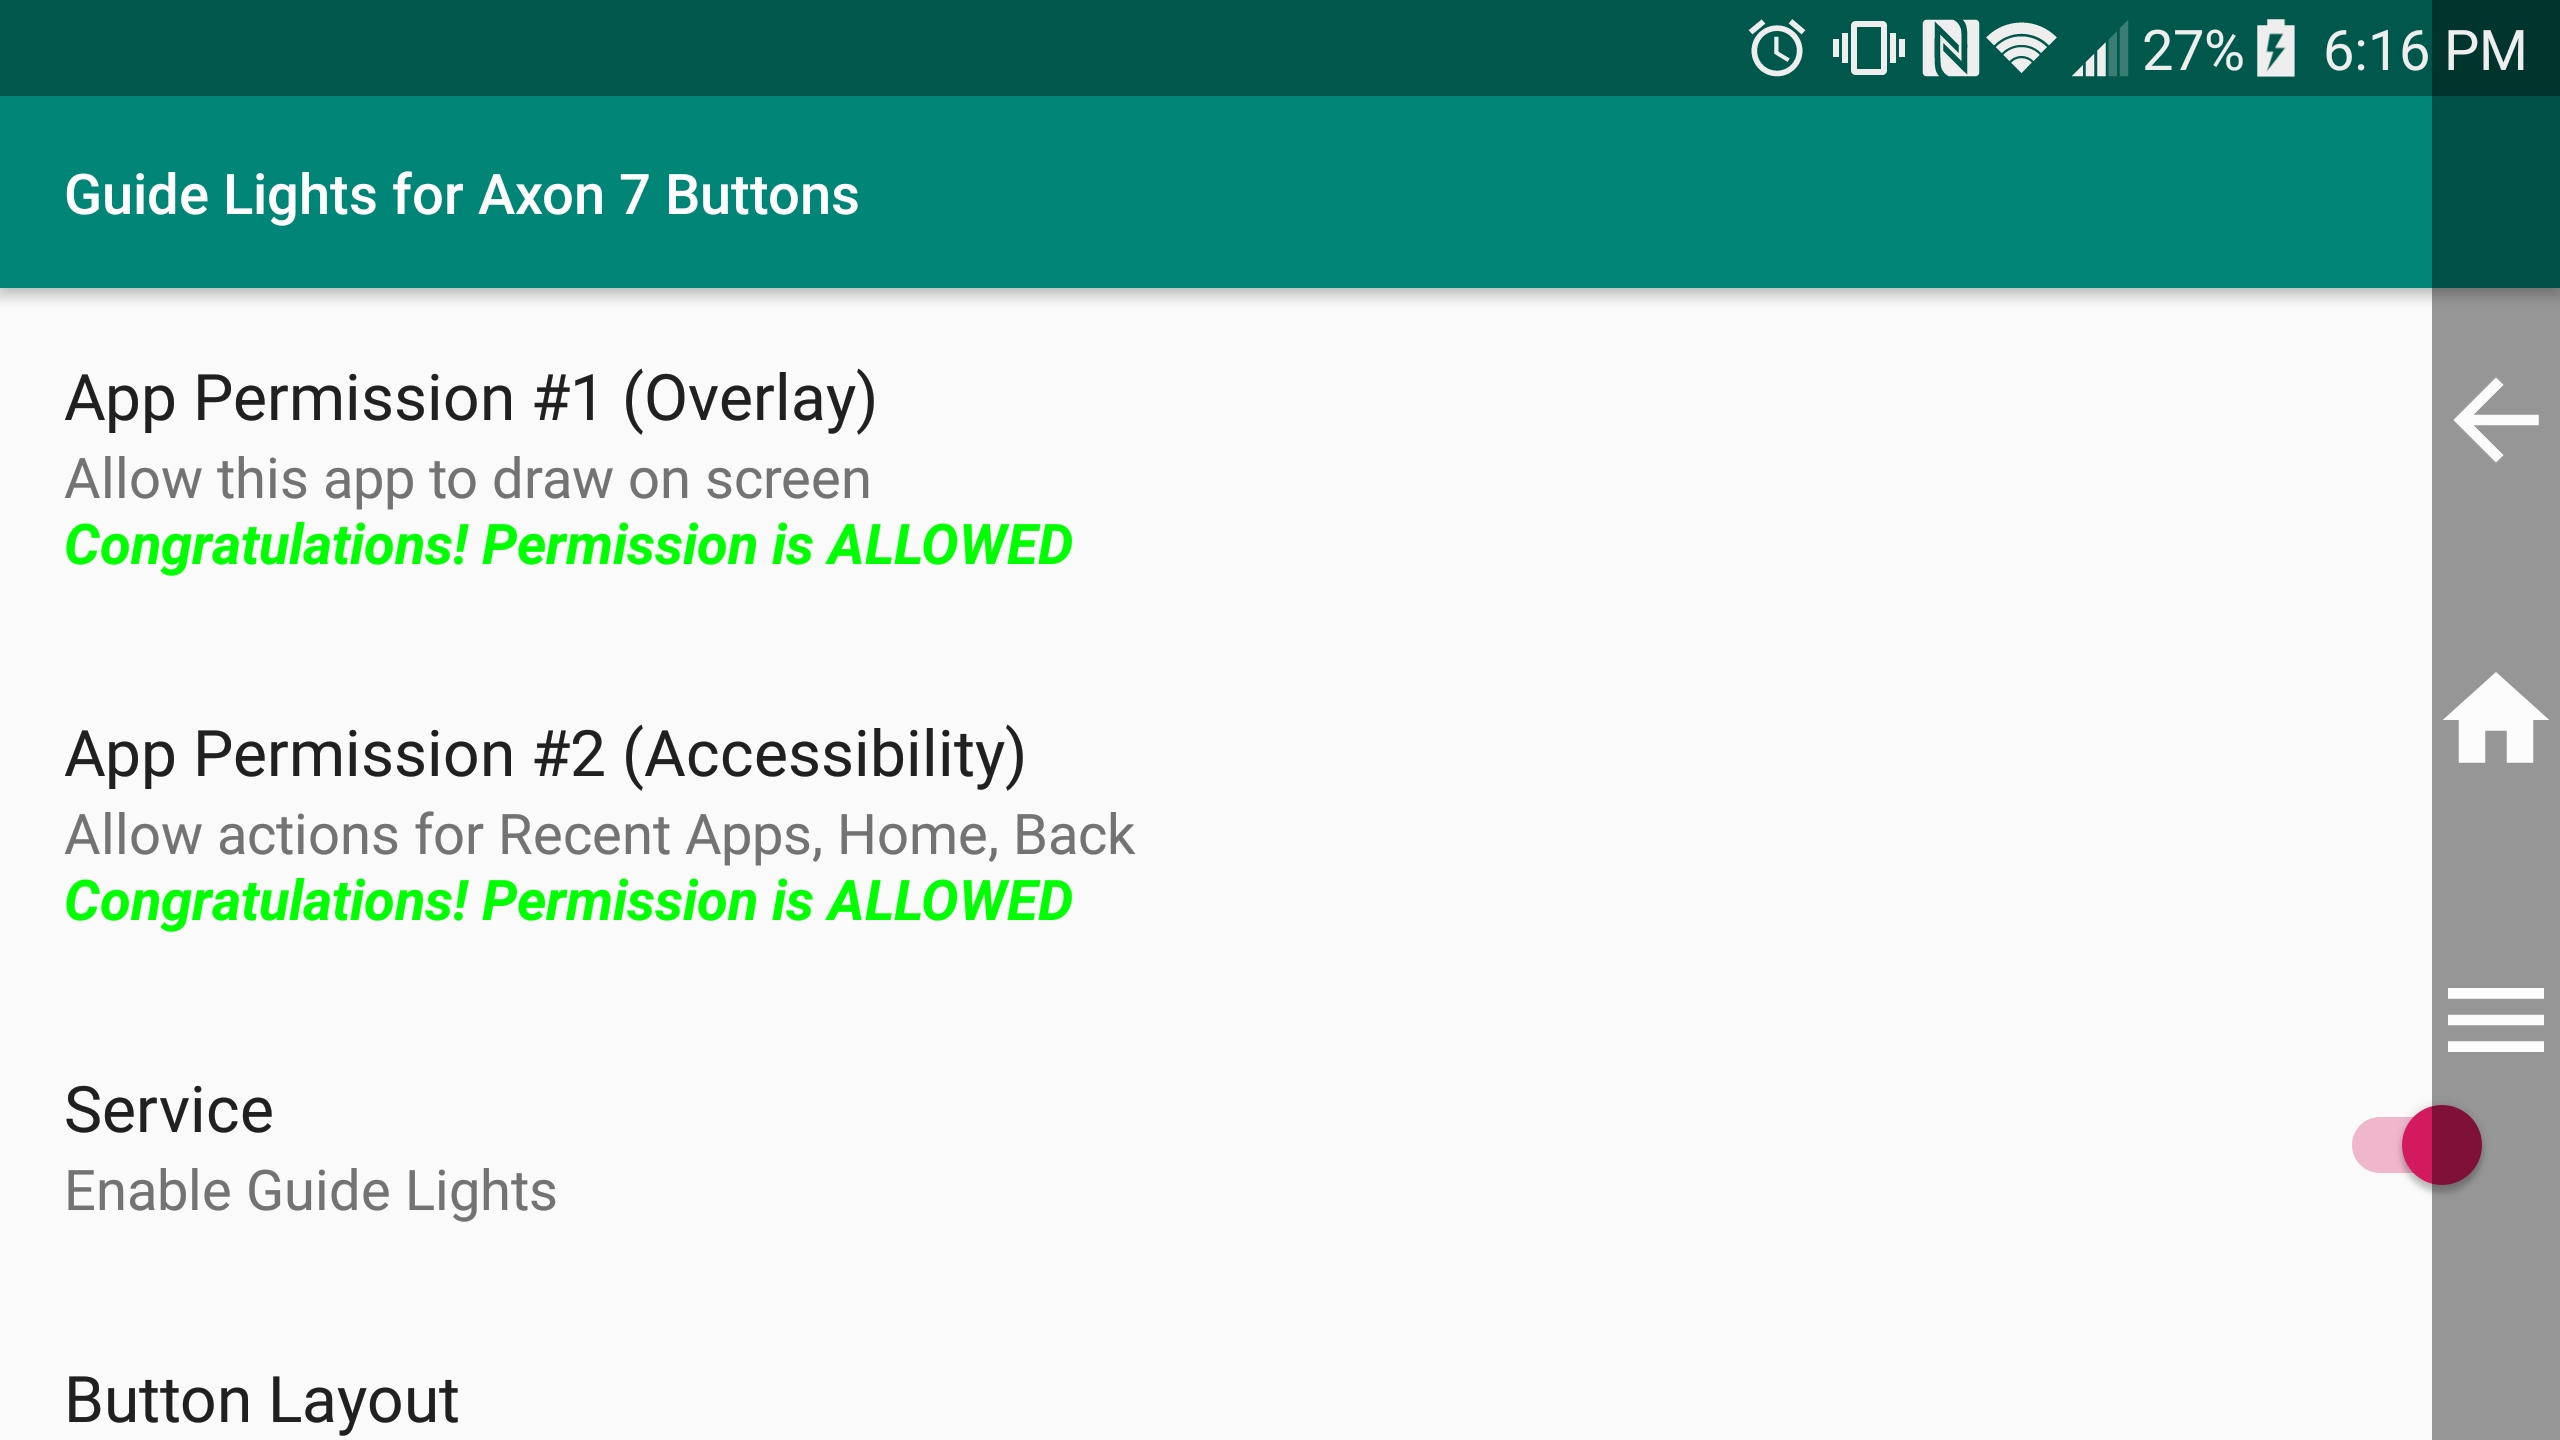 27% 6:16 PM
Guide Lights for Axon 7 Buttons
App Permission #1 (Overlay)
Allow this app to draw on screen
Congratulations! Permission is ALLOWED
App Permission #2 (Accessibility)
Allow actions for Recent Apps, Home, Back
Congratulations! Permission is ALLOWED
Service
Enable Guide Lights
Button Layout